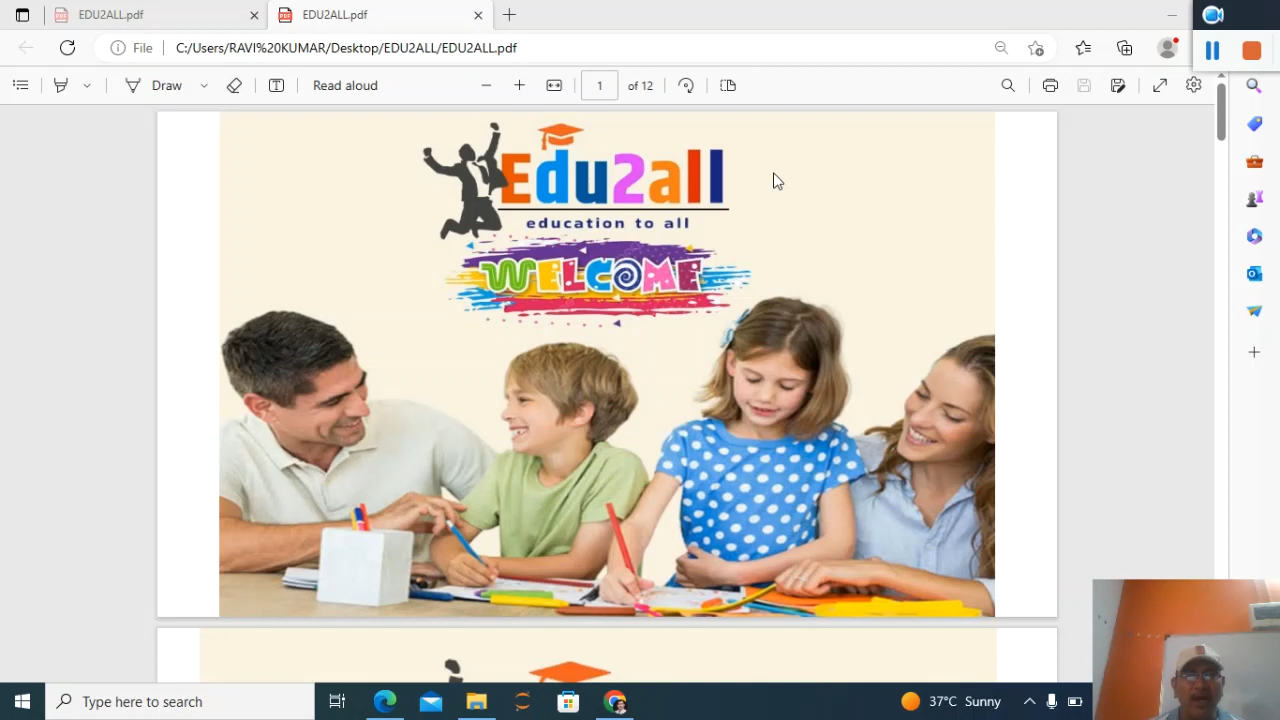 EDU2ALL.pdf
EDU2ALL.pdf
File
C:/Users/RAVI%20KUMAR/Desktop/EDU2ALL/EDU2ALL.pdf
Draw
Read aloud
1 of 12
Edu2all
education to all
WELCOME
Type here to search
37°C Sunny